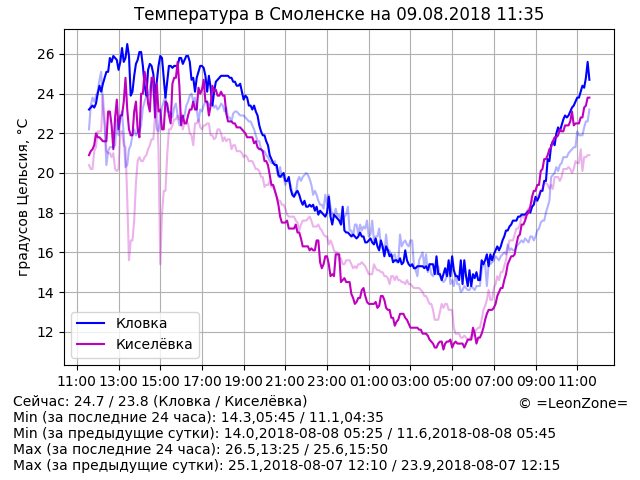 Температура в Смоленске на 09.08.2018 11:35
градусов Цельсия, °C
26
24
22
20
18
16
14
12
Кловка
Киселёвка
11:00 13:00 15:00 17:00 19:00 21:00 23:00 01:00 03:00 05:00 07:00 09:00 11:00
Сейчас: 24.7 / 23.8 (Кловка / Киселёвка)
© =LeonZone=
Min (за последние 24 часа): 14.3,05:45 / 11.1,04:35
Min (за предыдущие сутки): 14.0,2018-08-08 05:25 / 11.6,2018-08-08 05:45
Max (за последние 24 часа): 26.5,13:25 / 25.6,15:50
Max (за предыдущие сутки): 25.1,2018-08-07 12:10 / 23.9,2018-08-07 12:15